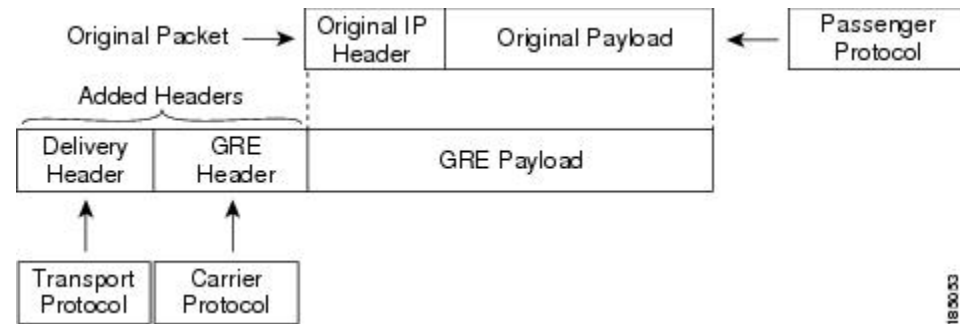 Original Packet
Original IP
Header
Original Payload
Passenger
Protocol
Added Headers
Delivery
Header
GRE
Header
GRE Payload
Transport
Protocol
Carrier
Protocol
185053